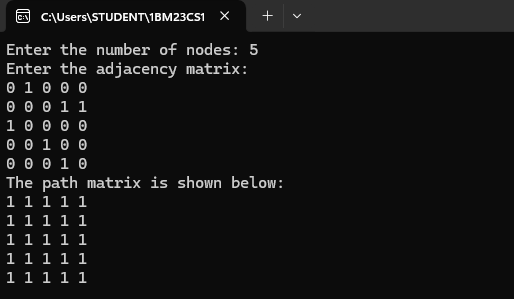 C:\Users\STUDENT\1BM23CS1
Enter the number of nodes: 5
Enter the adjacency matrix:
0 1 0 0 0
0 0 0 1 1
1 0 0 0 0
0 0 1 0 0
0 0 0 1 0
The path matrix is shown below:
1 1 1 1 1
1 1 1 1 1
1 1 1 1 1
1 1 1 1 1
1 1 1 1 1